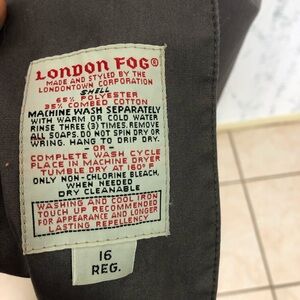 LONDON FOG®
MADE AND STYLED BY THE
LONDONTOWN CORPORATION
SHELL
65% POLYESTER
35% COMBED COTTON
MACHINE WASH SEPARATELY
WITH WARM OR COLD WATER
RINSE THREE (3) TIMES. REMOVE
ALL SOAPS. DO NOT SPIN DRY OR
WRING. HANG TO DRIP DRY.
- OR -
COMPLETE WASH CYCLE
PLACE IN MACHINE DRYER
TUMBLE DRY AT 160° F
ONLY NON-CHLORINE BLEACH,
WHEN NEEDED
DRY CLEANABLE
WASHING AND COOL IRON
TOUCH UP RECOMMENDED
FOR APPEARANCE AND LONGER
LASTING REPELLENCY
16
REG.